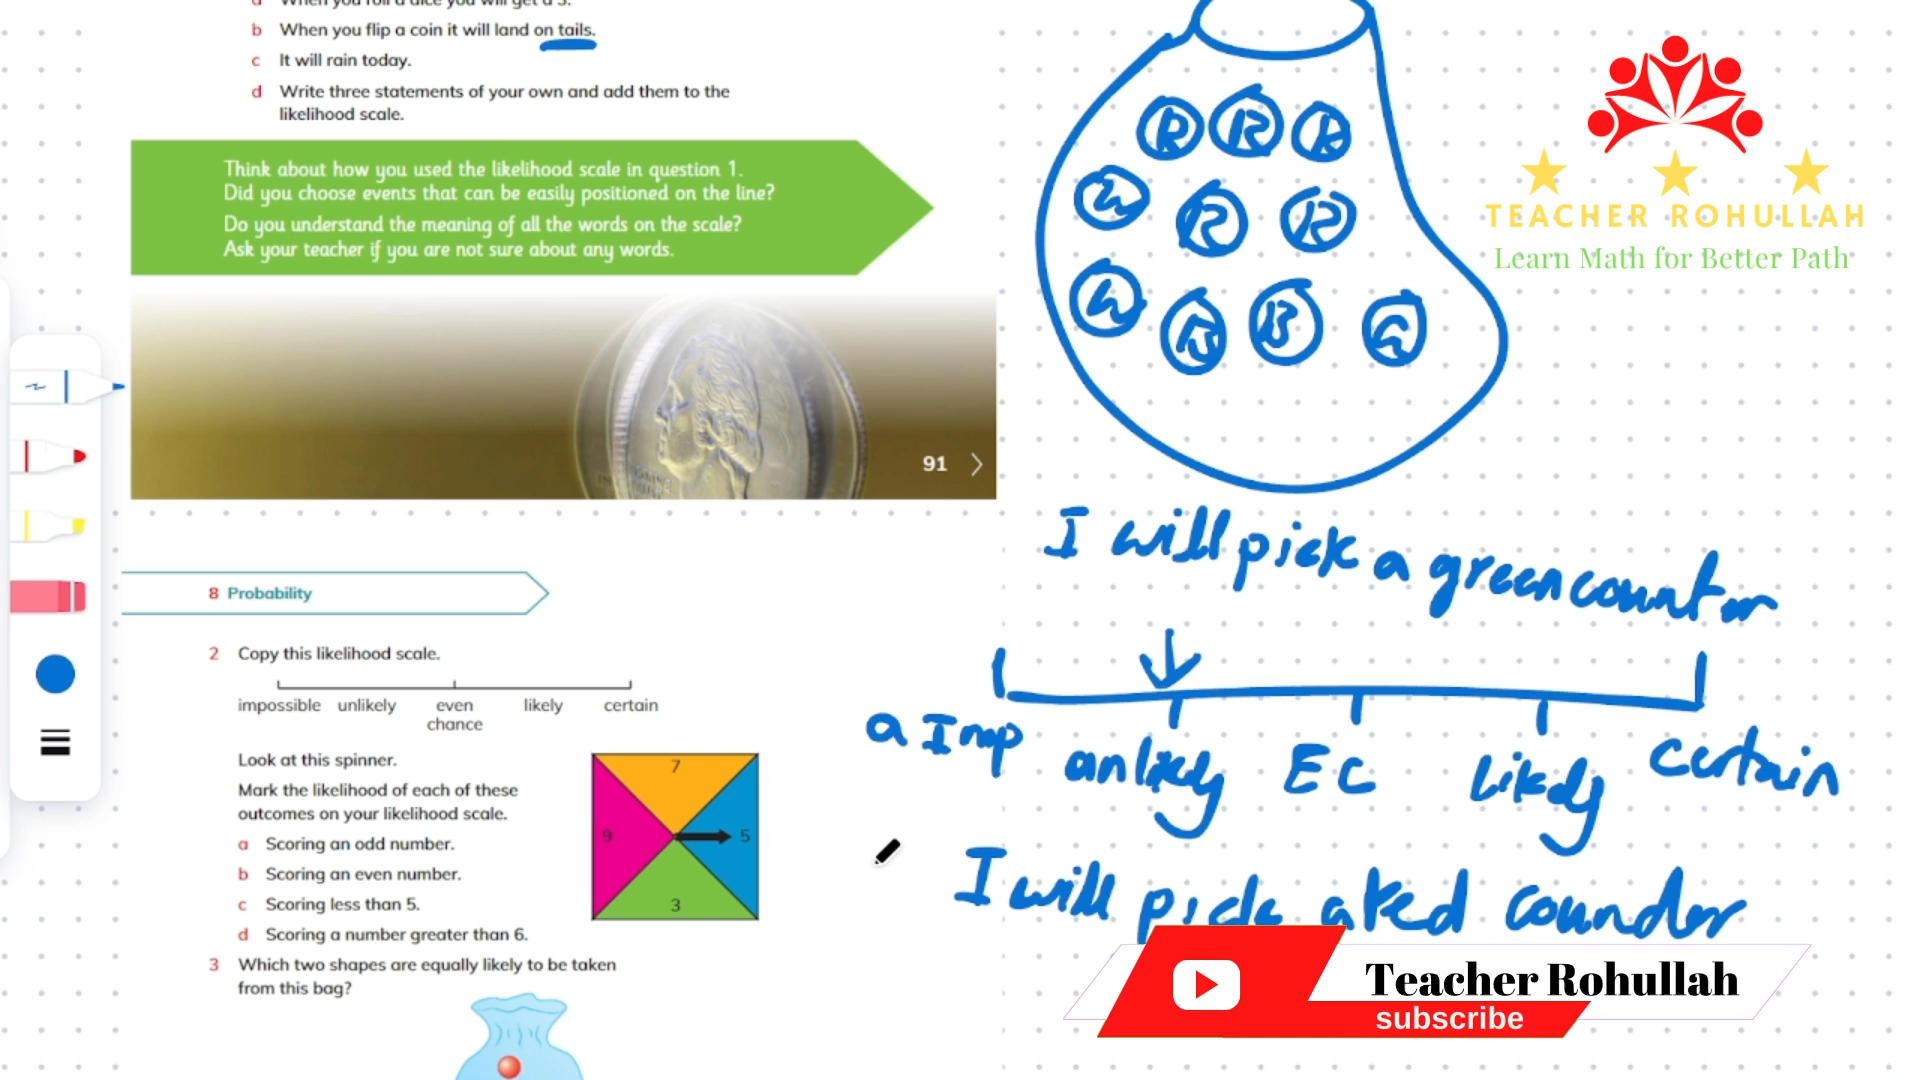 b When you flip a coin it will land on tails.
c It will rain today.
d Write three statements of your own and add them to the
likelihood scale.
Think about how you used the likelihood scale in question 1.
Did you choose events that can be easily positioned on the line?
Do you understand the meaning of all the words on the scale?
Ask your teacher if you are not sure about any words.
91
8 Probability
2 Copy this likelihood scale.
impossible unlikely even likely certain
chance
Look at this spinner.
Mark the likelihood of each of these
outcomes on your likelihood scale.
a Scoring an odd number.
b Scoring an even number.
c Scoring less than 5.
d Scoring a number greater than 6.
7
9 5
3
3 Which two shapes are equally likely to be taken
from this bag?
R R R
W R R
W B B G
I will pick a green counter
a Imp unlikely EC likely certain
I will pick a red counder
TEACHER ROHULLAH
Learn Math for Better Path
Teacher Rohullah
subscribe